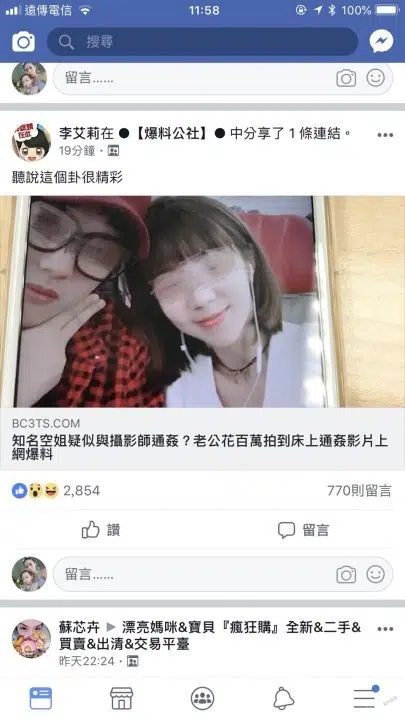 遠傳電信
11:58
100%
搜尋
留言......
李艾莉在 ●【爆料公社】● 中分享了 1 條連結。
19分鐘 ·
聽說這個卦很精彩
BC3TS.COM
知名空姐疑似與攝影師通姦?老公花百萬拍到床上通姦影片上
網爆料
2,854
770則留言
讚
留言
留言......
蘇芯卉 ▶ 漂亮媽咪&寶貝『瘋狂購』全新&二手&
買賣&出清&交易平臺
昨天22:24 ·